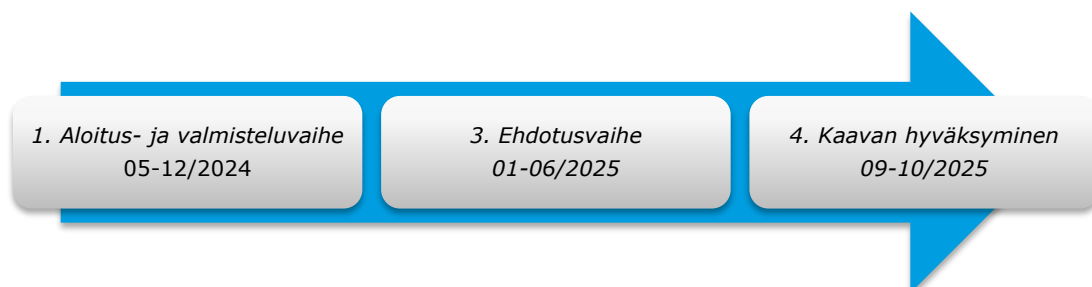 1. Aloitus- ja valmisteluvaihe
05-12/2024
3. Ehdotusvaihe
01-06/2025
4. Kaavan hyväksyminen
09-10/2025